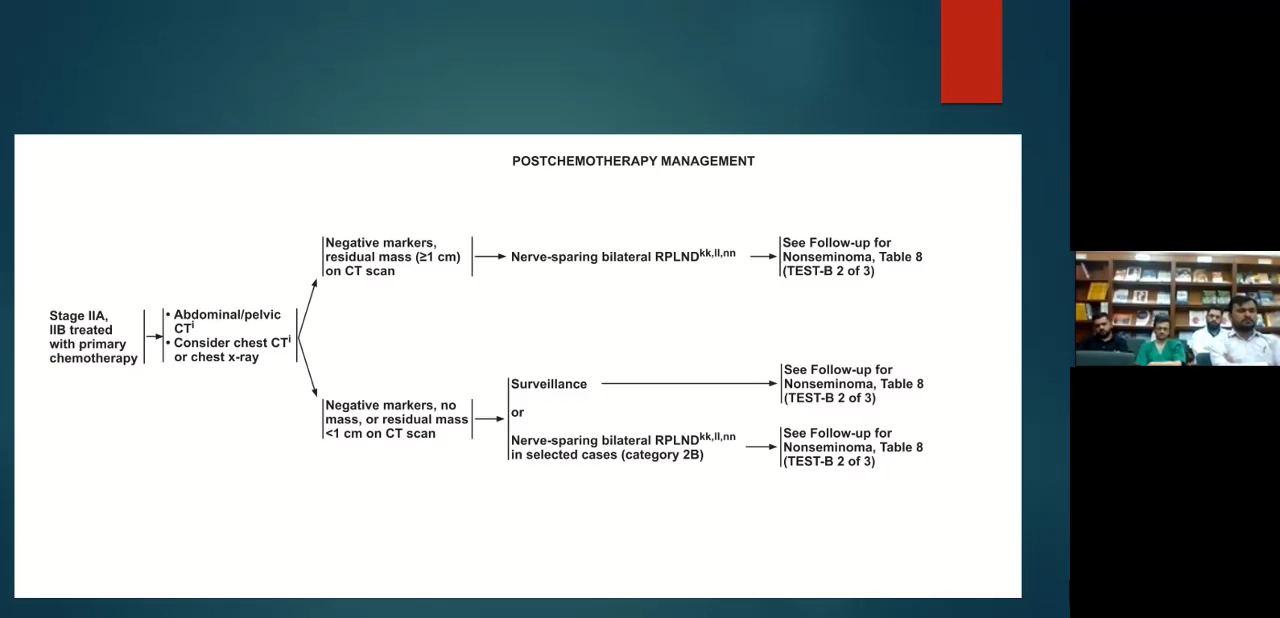 POSTCHEMOTHERAPY MANAGEMENT
Stage IIA,
IIB treated
with primary
chemotherapy
• Abdominal/pelvic
CTⁱ
• Consider chest CTⁱ
or chest x-ray
Negative markers,
residual mass (≥1 cm)
on CT scan
Nerve-sparing bilateral RPLNDkk,ll,nn
See Follow-up for
Nonseminoma, Table 8
(TEST-B 2 of 3)
Negative markers, no
mass, or residual mass
<1 cm on CT scan
Surveillance
or
Nerve-sparing bilateral RPLNDkk,ll,nn
in selected cases (category 2B)
See Follow-up for
Nonseminoma, Table 8
(TEST-B 2 of 3)
See Follow-up for
Nonseminoma, Table 8
(TEST-B 2 of 3)